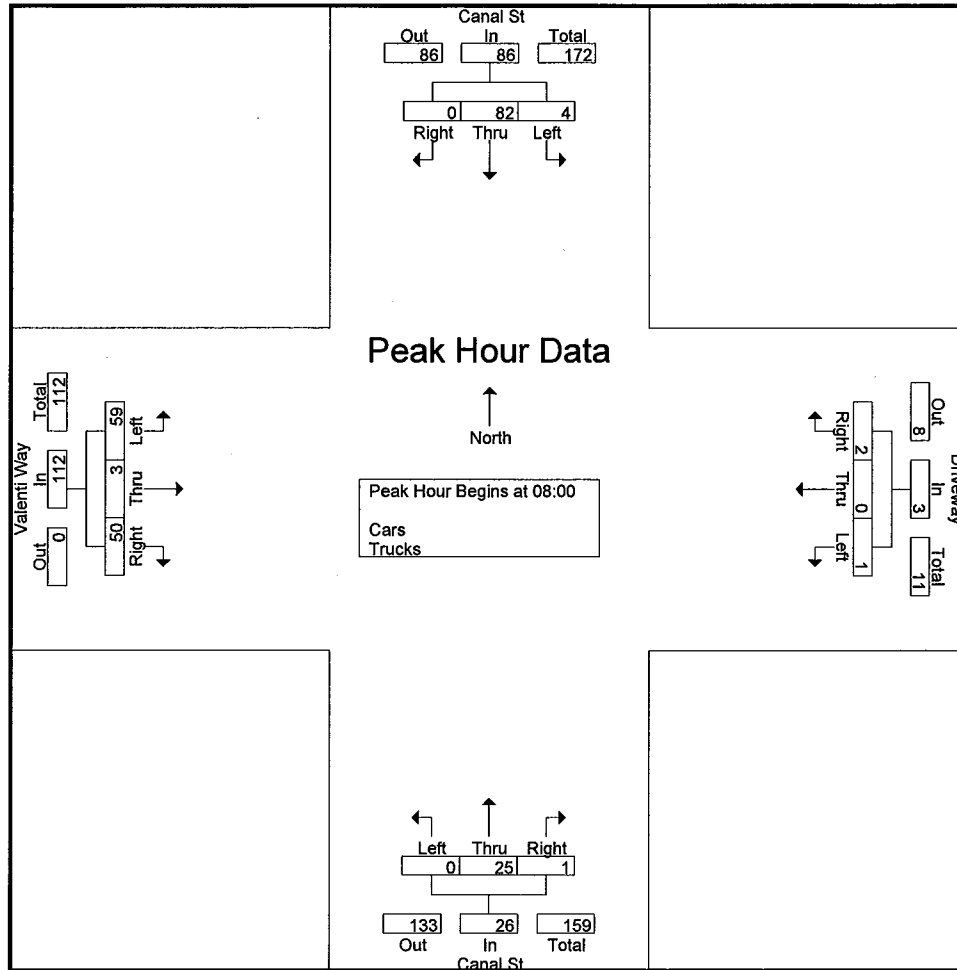 Canal St
Out In Total
86 86 172
0 82 4
Right Thru Left
Peak Hour Data
North
Peak Hour Begins at 08:00
Cars
Trucks
Valenti Way
Total In Out
112 112 0
59 3 50
Left Thru Right
Right Thru Left
2 0 1
Out In Total
8 3 11
Driveway
Left Thru Right
0 25 1
133 26 159
Out In Total
Canal St